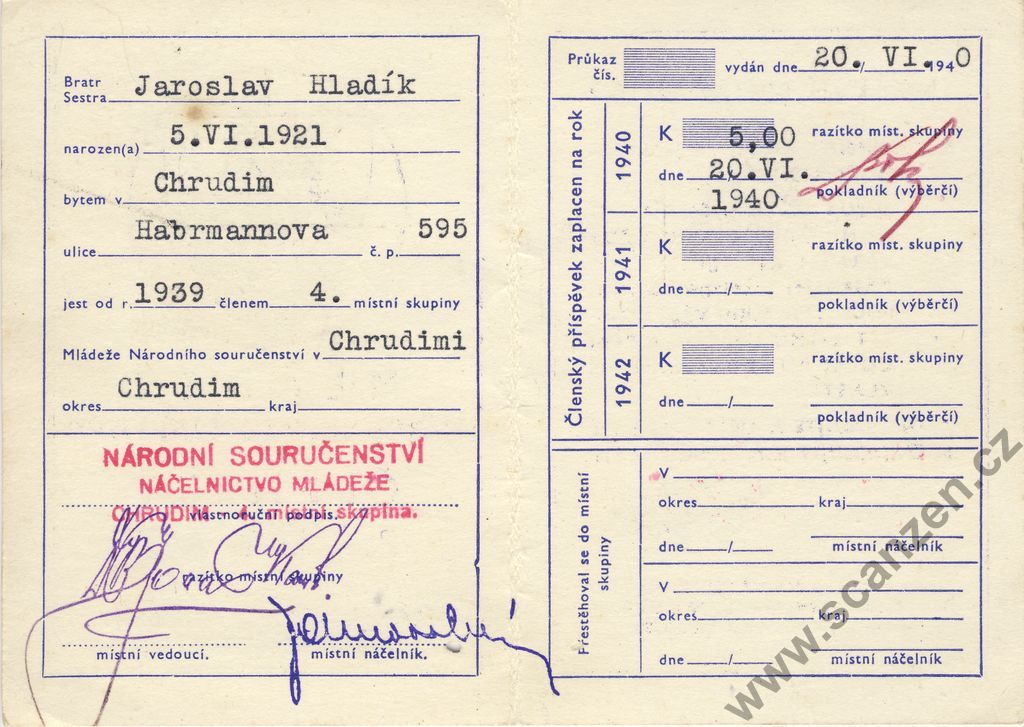 Bratr
Sestra Jaroslav Hladík
narozen(a) 5.VI.1921
bytem v Chrudim
ulice Habrmannova č. p. 595
jest od r. 1939 členem 4. místní skupiny
Mládeže Národního souručenství v Chrudimi
okres Chrudim kraj
NÁRODNÍ SOURUČENSTVÍ
NÁČELNICTVO MLÁDEŽE
CHRUDIM - 4. místní skupina.
vlastnoruční podpis.
razítko místní skupiny
místní vedoucí.
místní náčelník.
Průkaz
čís.
vydán dne 20. / VI. 1940
Členský příspěvek zaplacen na rok
1940
K 5,00 razítko míst. skupiny
dne 20.VI.
1940 pokladník (výběrčí)
1941
K razítko míst. skupiny
dne / pokladník (výběrčí)
1942
K razítko míst. skupiny
dne / pokladník (výběrčí)
Přestěhoval se do místní
skupiny
V
okres kraj
dne / místní náčelník
V
okres kraj
dne / místní náčelník
www.scanzen.cz